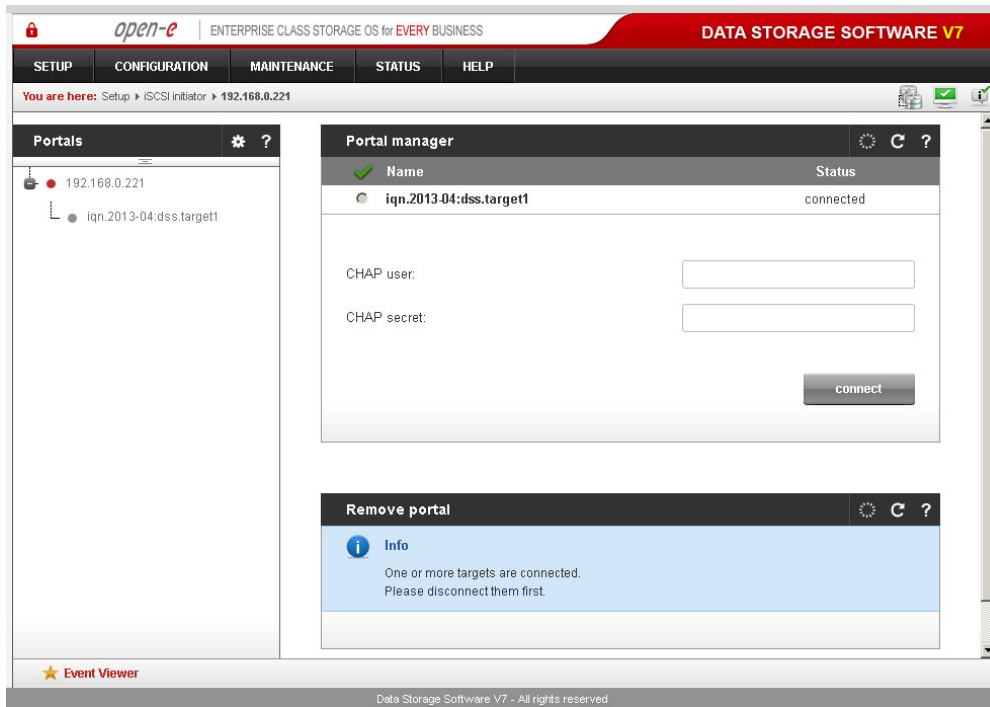 open-e ENTERPRISE CLASS STORAGE OS for EVERY BUSINESS DATA STORAGE SOFTWARE V7
SETUP CONFIGURATION MAINTENANCE STATUS HELP
You are here: Setup iSCSI initiator 192.168.0.221
Portals ?
192.168.0.221
iqn.2013-04:dss.target1
Portal manager ?
Name Status
iqn.2013-04:dss.target1 connected
CHAP user:
CHAP secret:
connect
Remove portal ?
i Info
One or more targets are connected.
Please disconnect them first.
Event Viewer
Data Storage Software V7 - All rights reserved